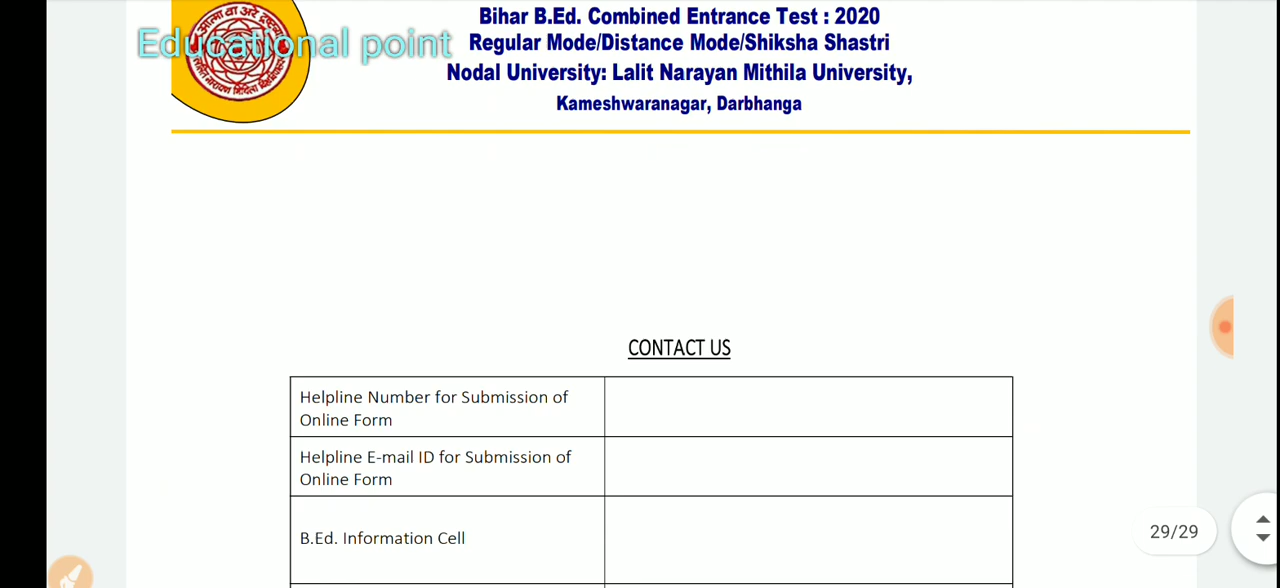 Bihar B.Ed. Combined Entrance Test : 2020
Educational point
Regular Mode/Distance Mode/Shiksha Shastri
Nodal University: Lalit Narayan Mithila University,
Kameshwaranagar, Darbhanga
CONTACT US
Helpline Number for Submission of
Online Form
Helpline E-mail ID for Submission of
Online Form
B.Ed. Information Cell
29/29